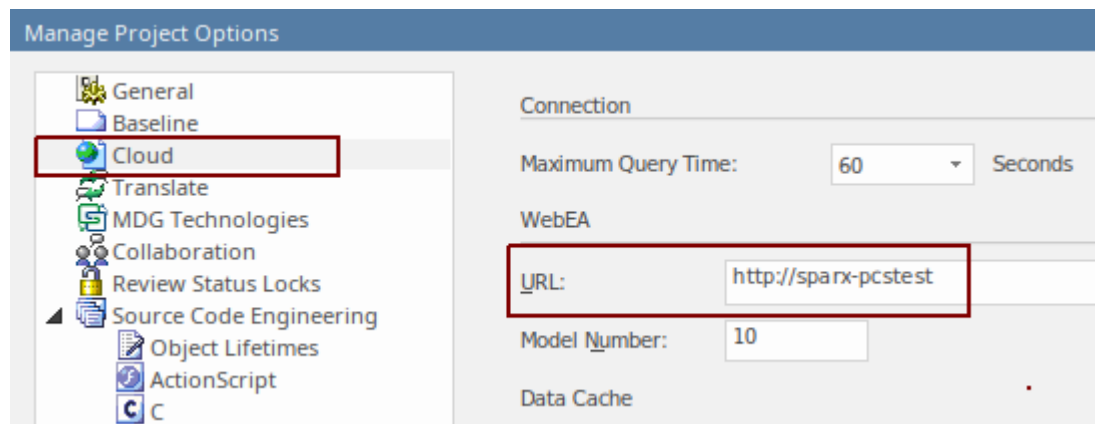 Manage Project Options
General
Baseline
Cloud
Translate
MDG Technologies
Collaboration
Review Status Locks
Source Code Engineering
Object Lifetimes
ActionScript
C
Connection
Maximum Query Time: 60 Seconds
WebEA
URL: http://sparx-pcstest
Model Number: 10
Data Cache